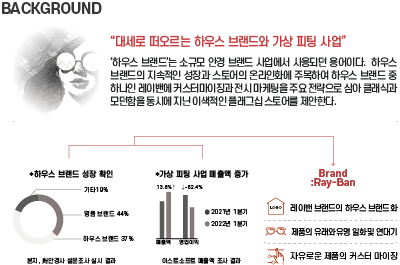 BACKGROUND
“대세로 떠오르는 하우스 브랜드와 가상 피팅 사업”
'하우스 브랜드'는 소규모 안경 브랜드 사업에서 사용되던 용어이다. 하우스
브랜드의 지속적인 성장과 스토어의 온라인화에 주목하여 하우스 브랜드 중
하나인 레이밴에 커스터마이징과 전시 마케팅을 주요 전략으로 삼아 클래식과
모던함을 동시에 지닌 이색적인 플래그십 스토어를 제안한다.
◆하우스 브랜드 성장 확인
기타19%
명품 브랜드 44%
하우스 브랜드 37%
본지, fn안경사 설문조사 실시 결과
◆가상 피팅 사업 매출액 증가
13.8%↑
↓-52.4%
2021년 1분기
2022년 1분기
매출액
영업이익
이스트소프트 매출액 조사 결과
Brand
:Ray-Ban
LOGO
레이밴 브랜드의 하우스 브랜드화
제품의 유래와 유명 일화 및 연대기
자유로운 제품의 커스터 마이징